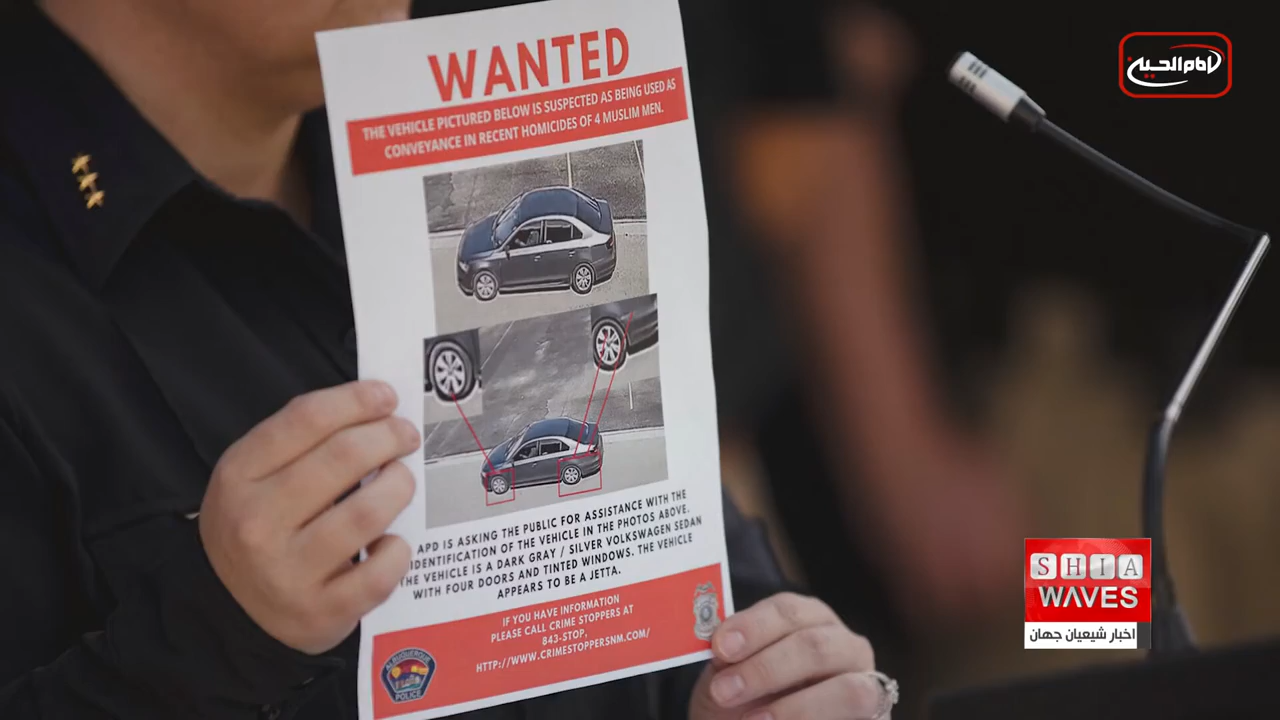 امام الحسین
WANTED
THE VEHICLE PICTURED BELOW IS SUSPECTED AS BEING USED AS
CONVEYANCE IN RECENT HOMICIDES OF 4 MUSLIM MEN.
APD IS ASKING THE PUBLIC FOR ASSISTANCE WITH THE
IDENTIFICATION OF THE VEHICLE IN THE PHOTOS ABOVE.
THE VEHICLE IS A DARK GRAY / SILVER VOLKSWAGEN SEDAN
WITH FOUR DOORS AND TINTED WINDOWS. THE VEHICLE
APPEARS TO BE A JETTA.
IF YOU HAVE INFORMATION
PLEASE CALL CRIME STOPPERS AT
843-STOP.
HTTP://WWW.CRIMESTOPPERSNM.COM/
ALBUQUERQUE
POLICE
SHIA
WAVES
اخبار شیعیان جهان